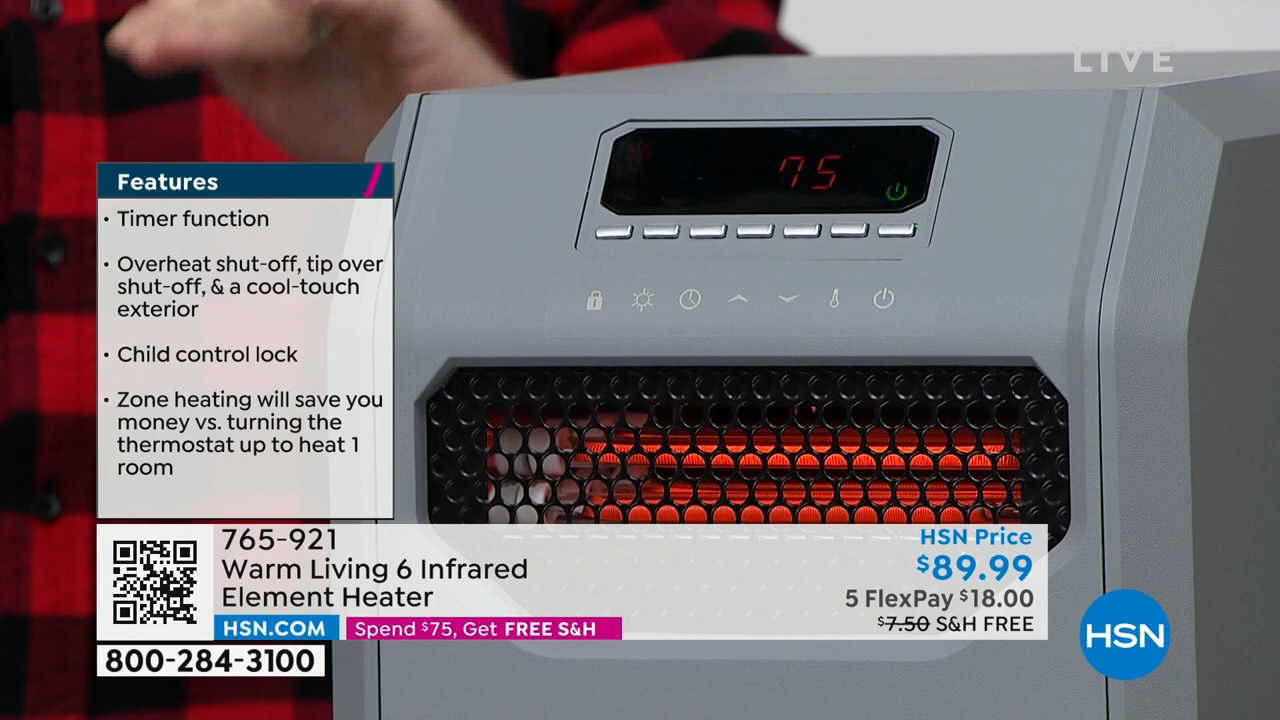 LIVE
75
Features
• Timer function
• Overheat shut-off, tip over
shut-off, & a cool-touch
exterior
• Child control lock
• Zone heating will save you
money vs. turning the
thermostat up to heat 1
room
765-921
Warm Living 6 Infrared
Element Heater
HSN.COM
Spend $75, Get FREE S&H
800-284-3100
HSN Price
$89.99
5 FlexPay $18.00
$7.50 S&H FREE
HSN